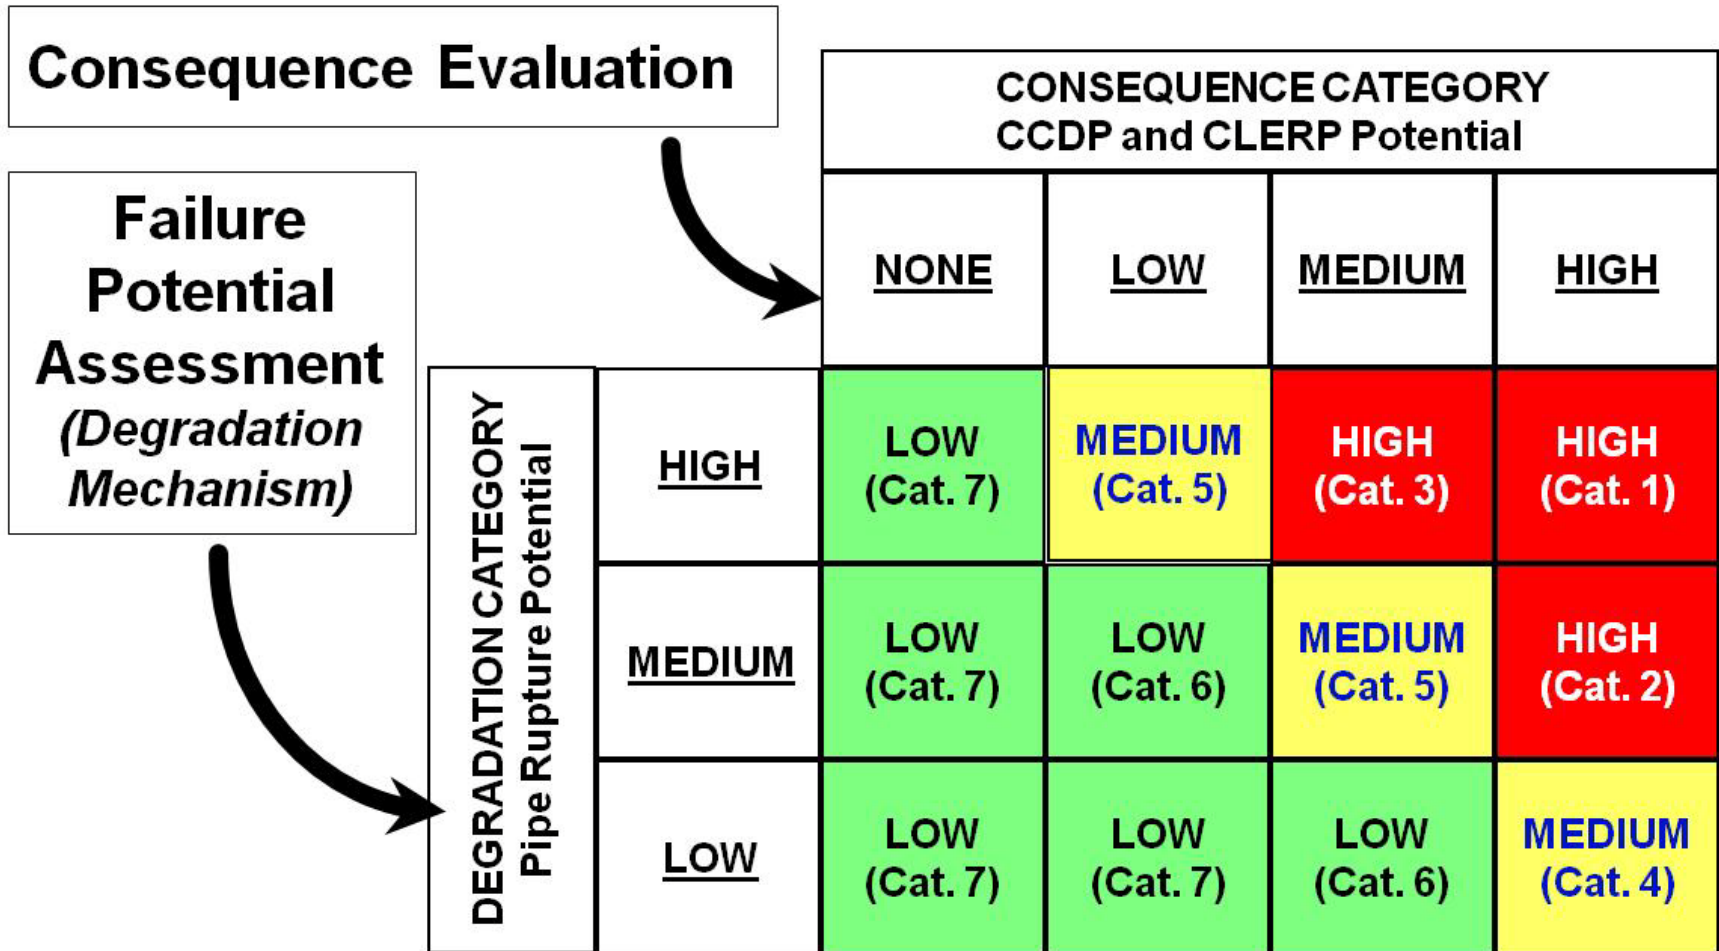 Consequence Evaluation
CONSEQUENCE CATEGORY
CCDP and CLERP Potential
Failure
Potential
Assessment
(Degradation
Mechanism)
NONE
LOW
MEDIUM
HIGH
DEGRADATION CATEGORY
Pipe Rupture Potential
HIGH
LOW
(Cat. 7)
MEDIUM
(Cat. 5)
HIGH
(Cat. 3)
HIGH
(Cat. 1)
MEDIUM
LOW
(Cat. 7)
LOW
(Cat. 6)
MEDIUM
(Cat. 5)
HIGH
(Cat. 2)
LOW
LOW
(Cat. 7)
LOW
(Cat. 7)
LOW
(Cat. 6)
MEDIUM
(Cat. 4)